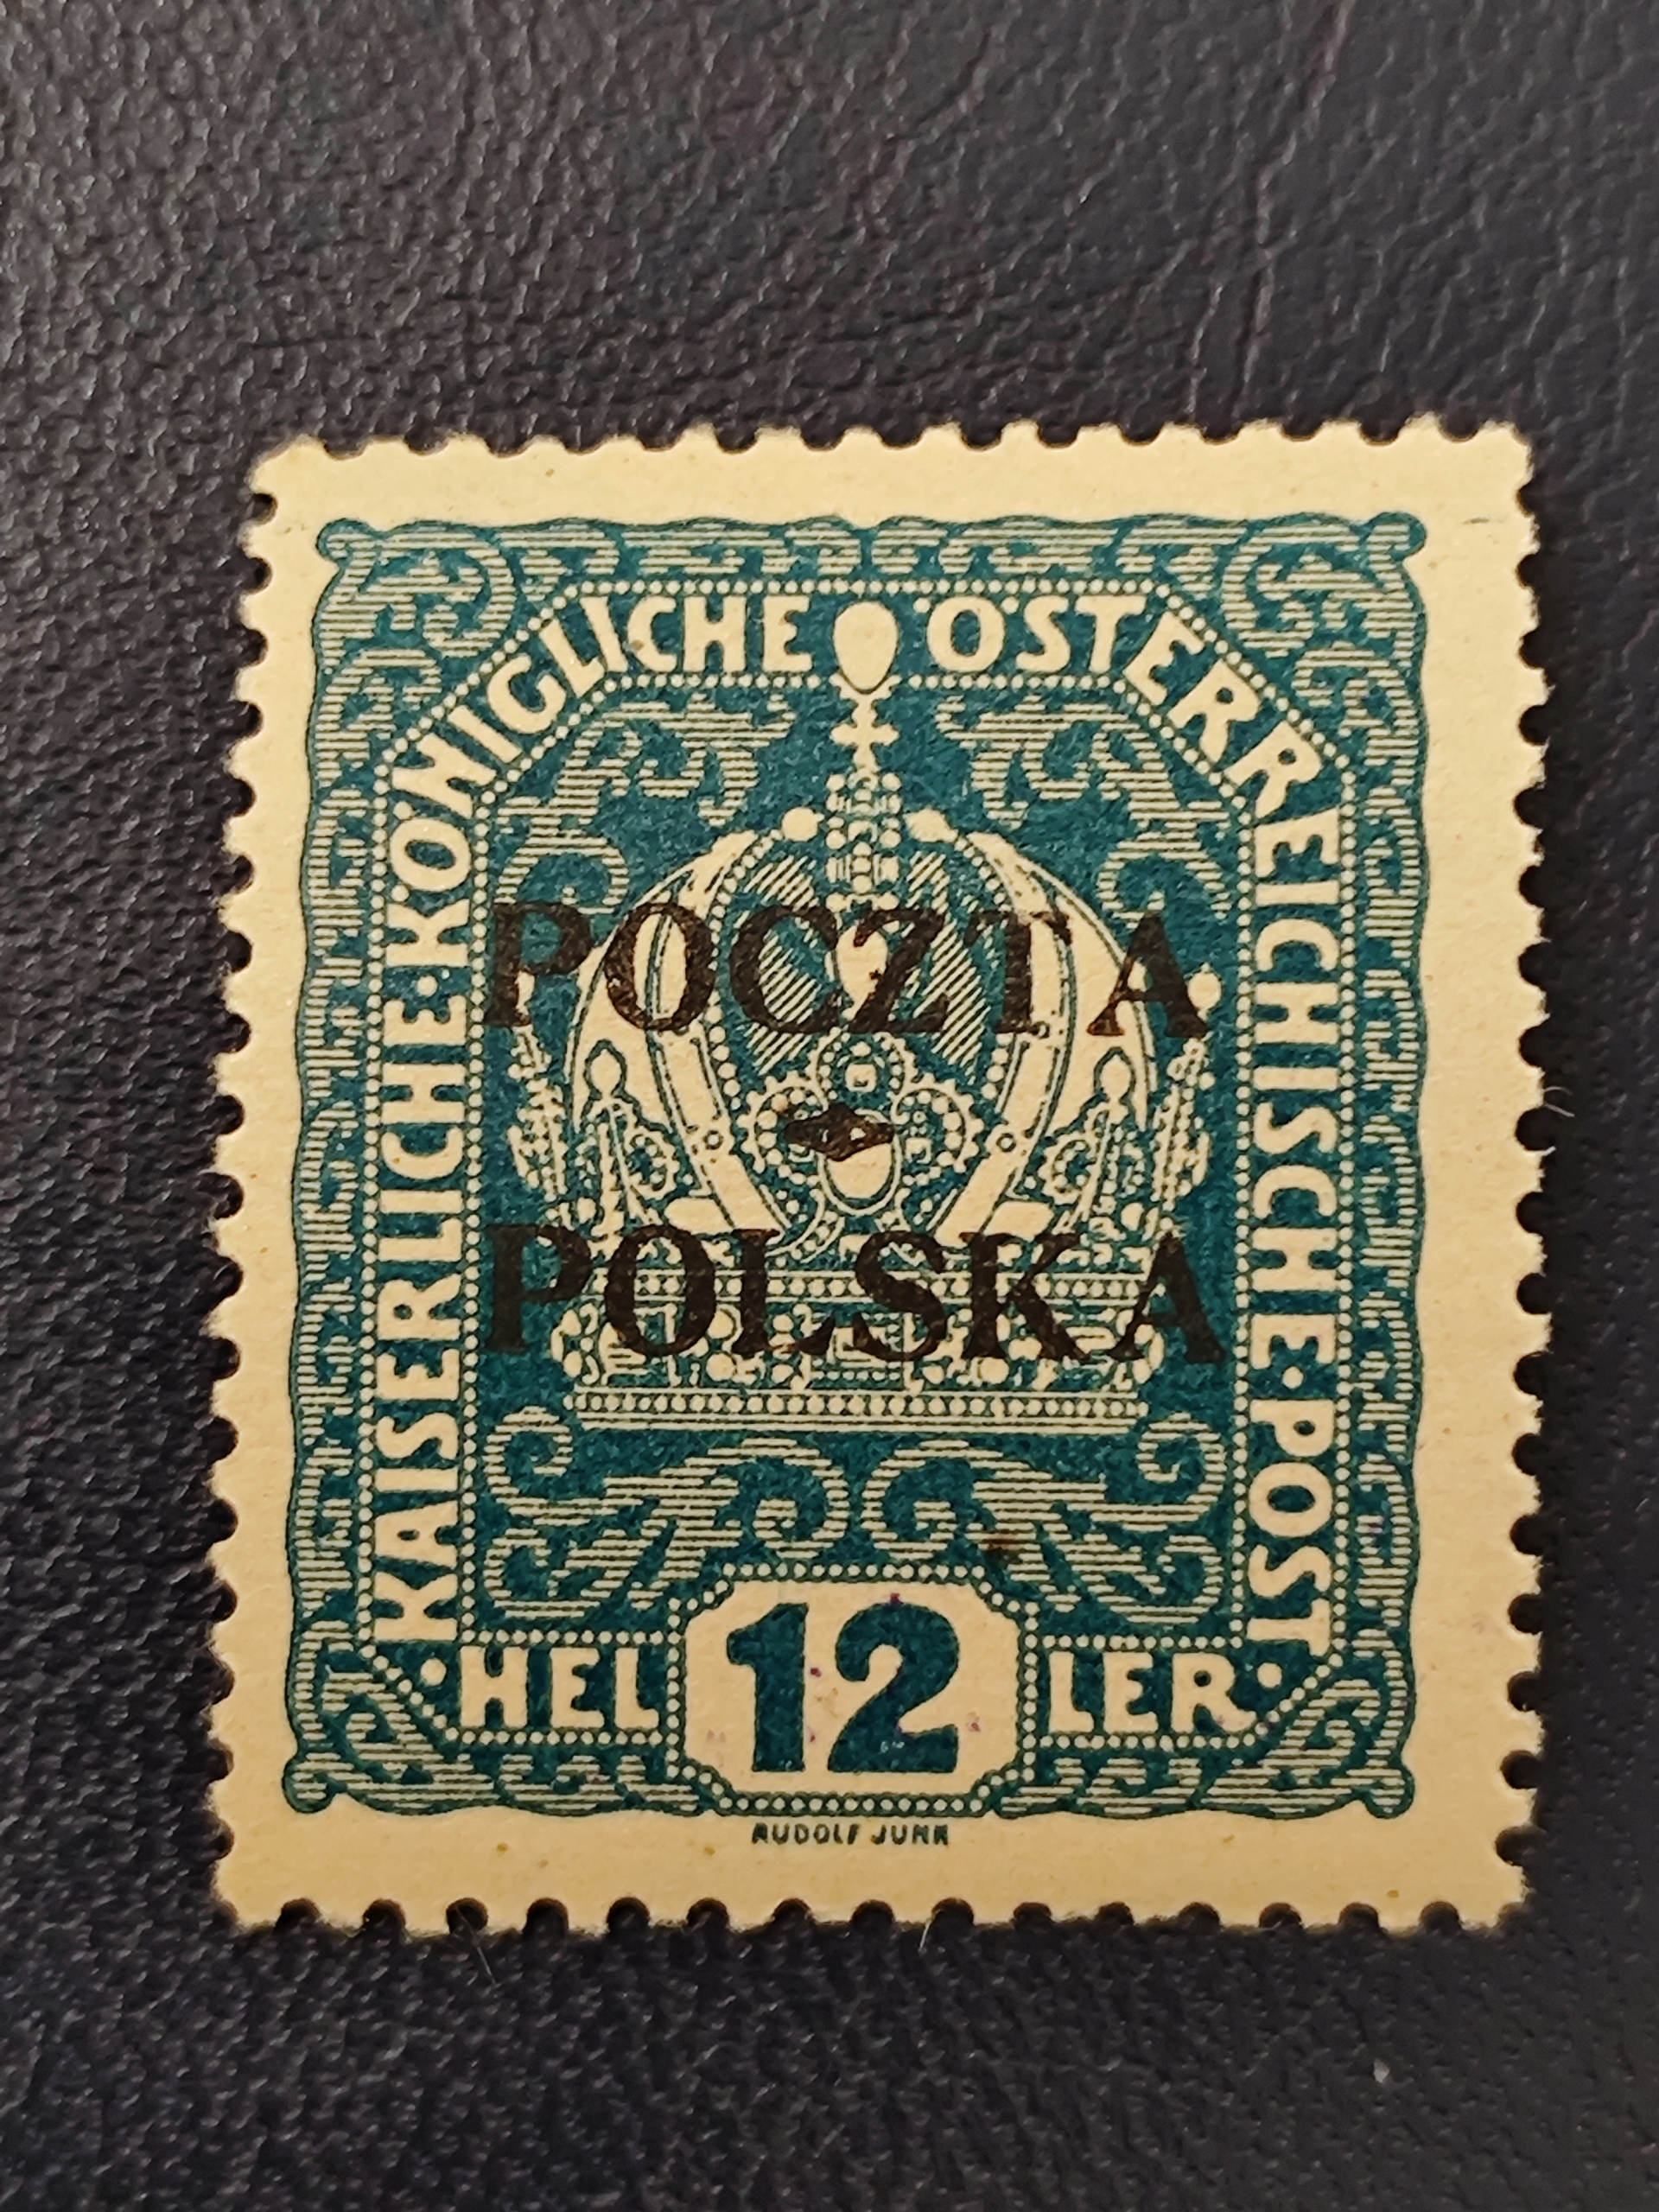 KAISERLICHE·KÖNIGLICHE ÖSTERREICHISCHE·POST
POCZTA
POLSKA
·HEL 12 LER·
RUDOLF JUNK